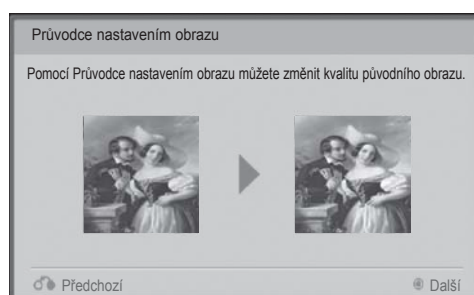 Průvodce nastavením obrazu
Pomocí Průvodce nastavením obrazu můžete změnit kvalitu původního obrazu.
Předchozí
Další